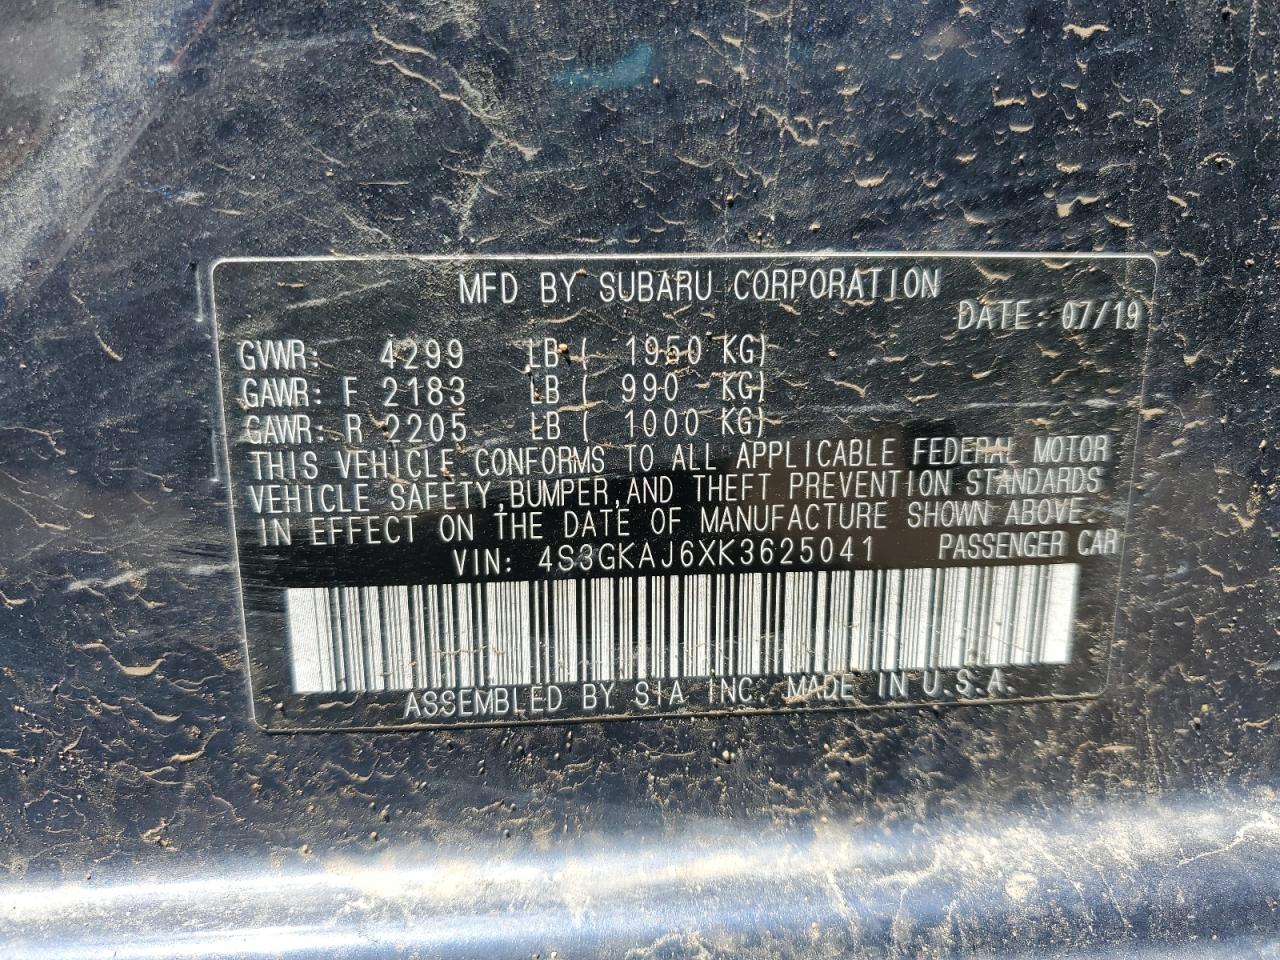 MFD BY SUBARU CORPORATION
DATE: 07/19
GVWR: 4299 LB ( 1950 KG)
GAWR: F 2183 LB ( 990 KG)
GAWR: R 2205 LB ( 1000 KG)
THIS VEHICLE CONFORMS TO ALL APPLICABLE FEDERAL MOTOR
VEHICLE SAFETY, BUMPER, AND THEFT PREVENTION STANDARDS
IN EFFECT ON THE DATE OF MANUFACTURE SHOWN ABOVE.
VIN: 4S3GKAJ6XK3625041 PASSENGER CAR
ASSEMBLED BY SIA INC. MADE IN U.S.A.